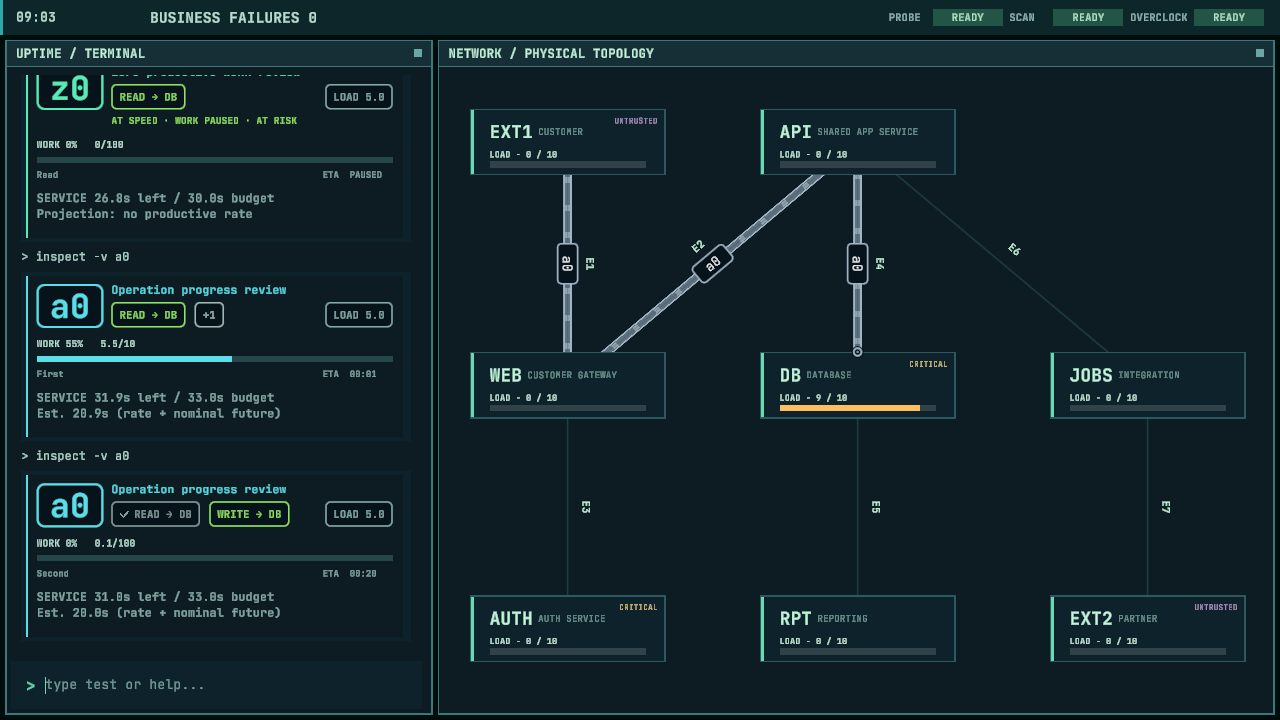 09:03 BUSINESS FAILURES 0 PROBE READY SCAN READY OVERCLOCK READY
UPTIME / TERMINAL
z0
READ → DB LOAD 5.0
AT SPEED · WORK PAUSED · AT RISK
WORK 0% 0/100
Read ETA PAUSED
SERVICE 26.8s left / 30.0s budget
Projection: no productive rate
> inspect -v a0
a0 Operation progress review
READ → DB +1 LOAD 5.0
WORK 55% 5.5/10
First ETA 00:01
SERVICE 31.9s left / 33.0s budget
Est. 20.9s (rate + nominal future)
> inspect -v a0
a0 Operation progress review
✓ READ → DB WRITE → DB LOAD 5.0
WORK 0% 0.1/100
Second ETA 00:20
SERVICE 31.0s left / 33.0s budget
Est. 20.0s (rate + nominal future)
> type test or help...
NETWORK / PHYSICAL TOPOLOGY
UNTRUSTED
EXT1 CUSTOMER
LOAD - 0 / 10
API SHARED APP SERVICE
LOAD - 0 / 10
a0 E1
E2 a0
a0 E4
E6
WEB CUSTOMER GATEWAY
LOAD - 0 / 10
CRITICAL
DB DATABASE
LOAD - 9 / 10
JOBS INTEGRATION
LOAD - 0 / 10
E3
E5
E7
CRITICAL
AUTH AUTH SERVICE
LOAD - 0 / 10
RPT REPORTING
LOAD - 0 / 10
UNTRUSTED
EXT2 PARTNER
LOAD - 0 / 10